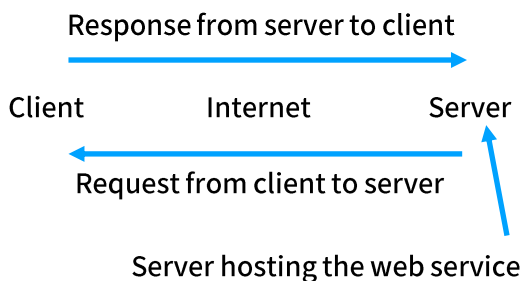 Response from server to client
Client Internet Server
Request from client to server
Server hosting the web service